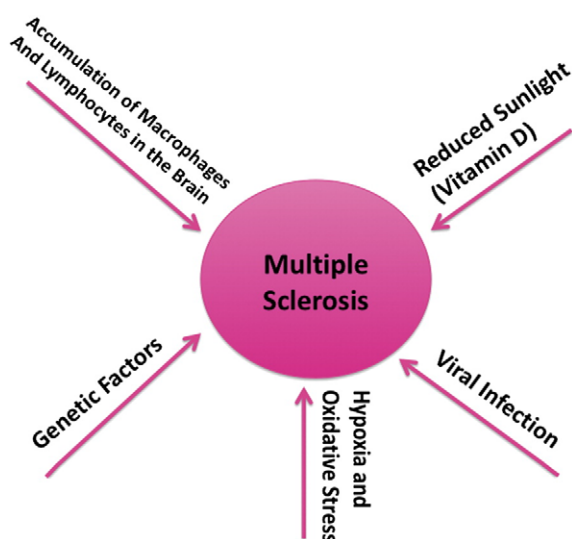 Accumulation of Macrophages
And Lymphocytes in the Brain
Reduced Sunlight
(Vitamin D)
Multiple
Sclerosis
Genetic Factors
Hypoxia and
Oxidative Stress
Viral Infection